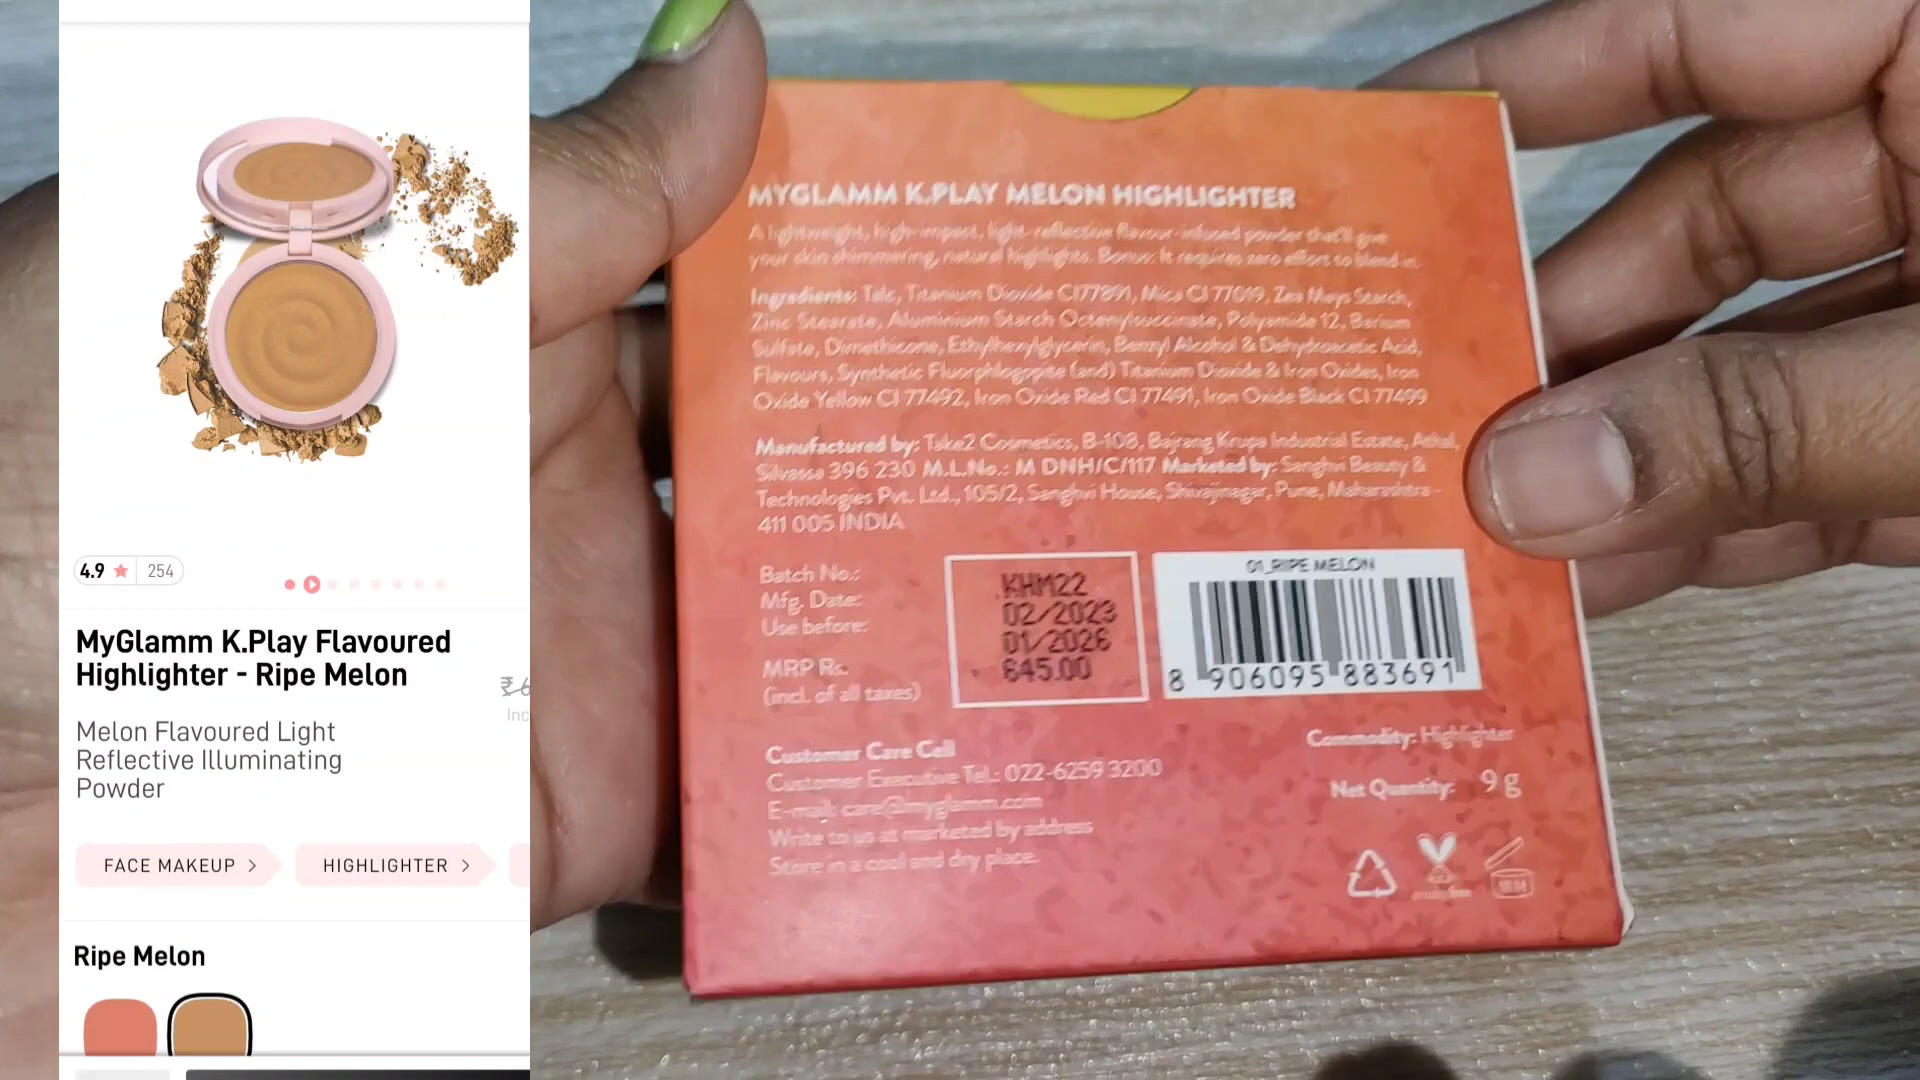 4.9 ★ 254
MyGlamm K.Play Flavoured
Highlighter - Ripe Melon
Melon Flavoured Light
Reflective Illuminating
Powder
FACE MAKEUP >
HIGHLIGHTER >
Ripe Melon
MYGLAMM K.PLAY MELON HIGHLIGHTER
A lightweight, high-impact, light-reflective flavour-infused powder that'll give
your skin shimmering, natural highlights. Bonus: It requires zero effort to blend in.
Ingredients: Talc, Titanium Dioxide CI77891, Mica CI 77019, Zea Mays Starch,
Zinc Stearate, Aluminium Starch Octenylsuccinate, Polyamide 12, Barium
Sulfate, Dimethicone, Ethylhexylglycerin, Benzyl Alcohol & Dehydroacetic Acid,
Flavours, Synthetic Fluorphlogopite (and) Titanium Dioxide & Iron Oxides, Iron
Oxide Yellow CI 77492, Iron Oxide Red CI 77491, Iron Oxide Black CI 77499
Manufactured by: Take2 Cosmetics, B-108, Bajrang Krupa Industrial Estate, Athal,
Silvassa 396 230 M.L.No.: M DNH/C/117 Marketed by: Sanghvi Beauty &
Technologies Pvt. Ltd., 105/2, Sanghvi House, Shivajinagar, Pune, Maharashtra -
411 005 INDIA
Batch No.: KHM22
Mfg. Date: 02/2023
Use before: 01/2026
MRP Rs. 645.00
(incl. of all taxes)
01_RIPE MELON
8 906095 883691
Customer Care Cell
Customer Executive Tel.: 022-6259 3200
E-mail: care@myglamm.com
Write to us at marketed by address
Store in a cool and dry place.
Commodity: Highlighter
Net Quantity: 9 g